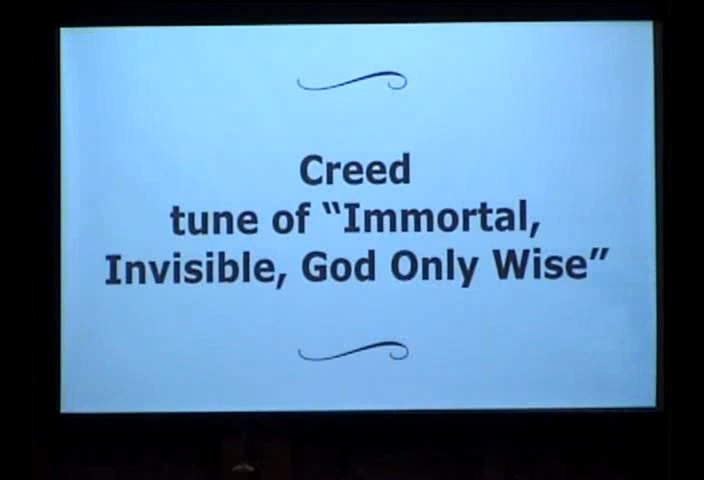 Creed
tune of “Immortal,
Invisible, God Only Wise”